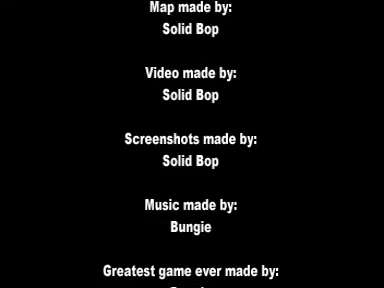 Map made by:
Solid Bop
Video made by:
Solid Bop
Screenshots made by:
Solid Bop
Music made by:
Bungie
Greatest game ever made by: